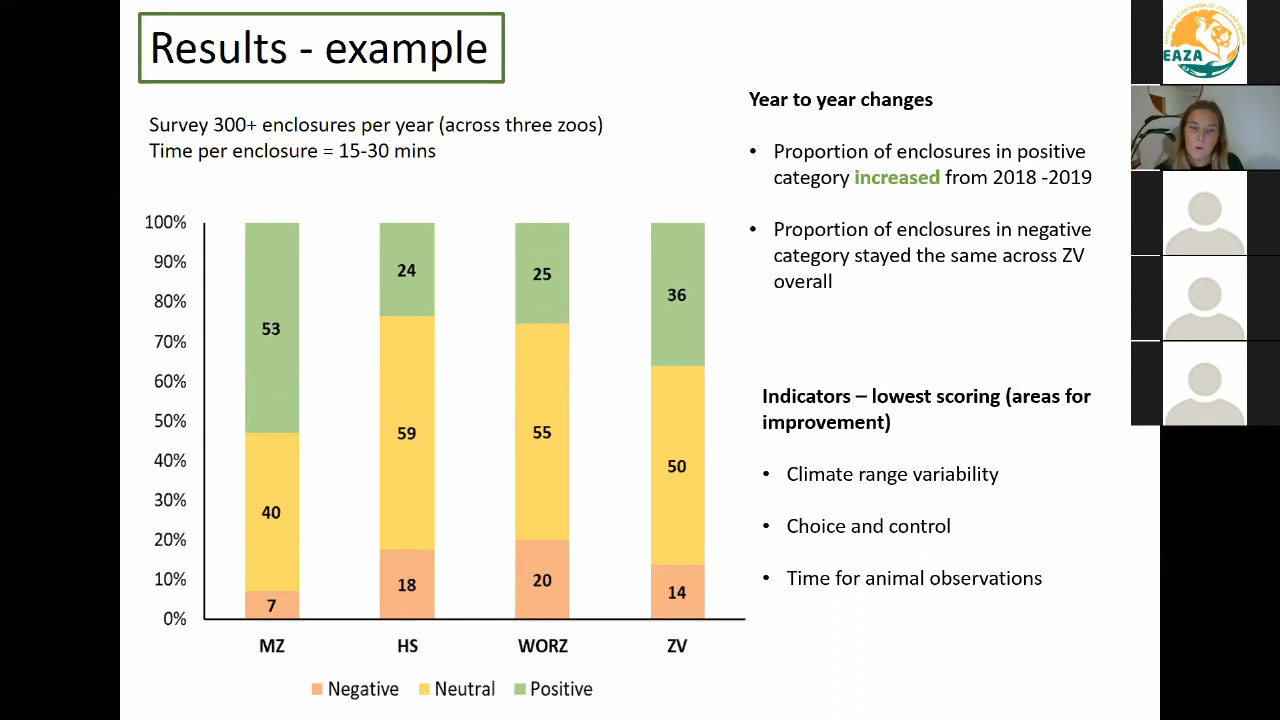 Results - example
Survey 300+ enclosures per year (across three zoos)
Time per enclosure = 15-30 mins
100%
90%
80%
70%
60%
50%
40%
30%
20%
10%
0%
53
40
7
24
59
18
25
55
20
36
50
14
MZ
HS
WORZ
ZV
Negative
Neutral
Positive
Year to year changes
• Proportion of enclosures in positive
category increased from 2018 -2019
• Proportion of enclosures in negative
category stayed the same across ZV
overall
Indicators – lowest scoring (areas for
improvement)
• Climate range variability
• Choice and control
• Time for animal observations
EAZA